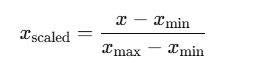 x_scaled = (x − x_min) / (x_max − x_min)